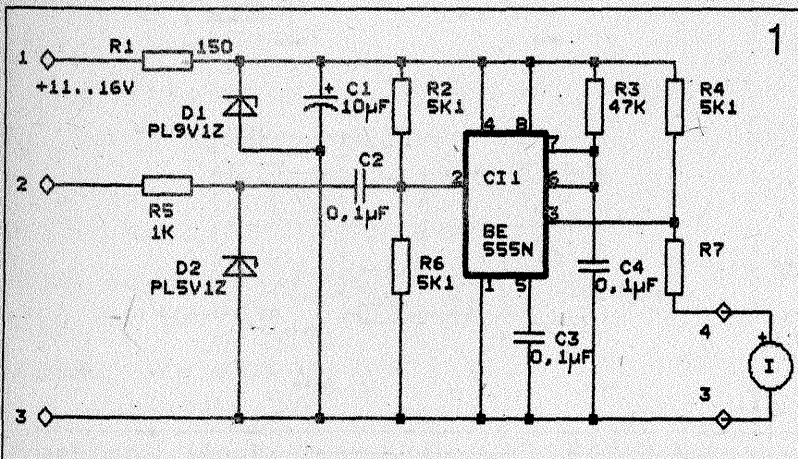 1
1
R1 150
+11..16V
D1
PL9V1Z
+
C1
10µF
R2
5K1
4 8
R3
47K
R4
5K1
7
2
R5
1K
C2
0,1µF
2
CI1
6
3
BE
555N
D2
PL5V1Z
R6
5K1
1 5
C4
0,1µF
R7
C3
0,1µF
4
+
I
3
3